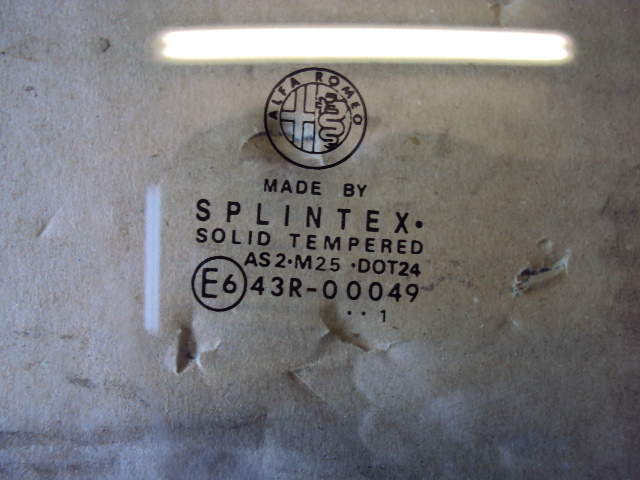 ALFA ROMEO
MADE BY
SPLINTEX.
SOLID TEMPERED
AS2·M25 ·DOT24
E6 43R-00049
.. 1